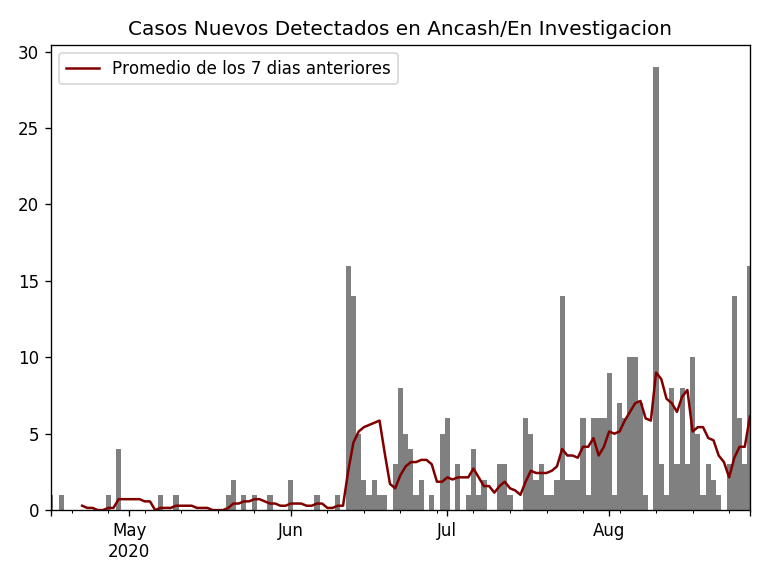 Casos Nuevos Detectados en Ancash/En Investigacion
Promedio de los 7 dias anteriores
30
25
20
15
10
5
0
May Jun Jul Aug
2020